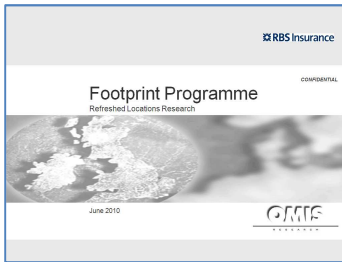 RBS Insurance
CONFIDENTIAL
Footprint Programme
Refreshed Locations Research
June 2010
OMIS
RESEARCH